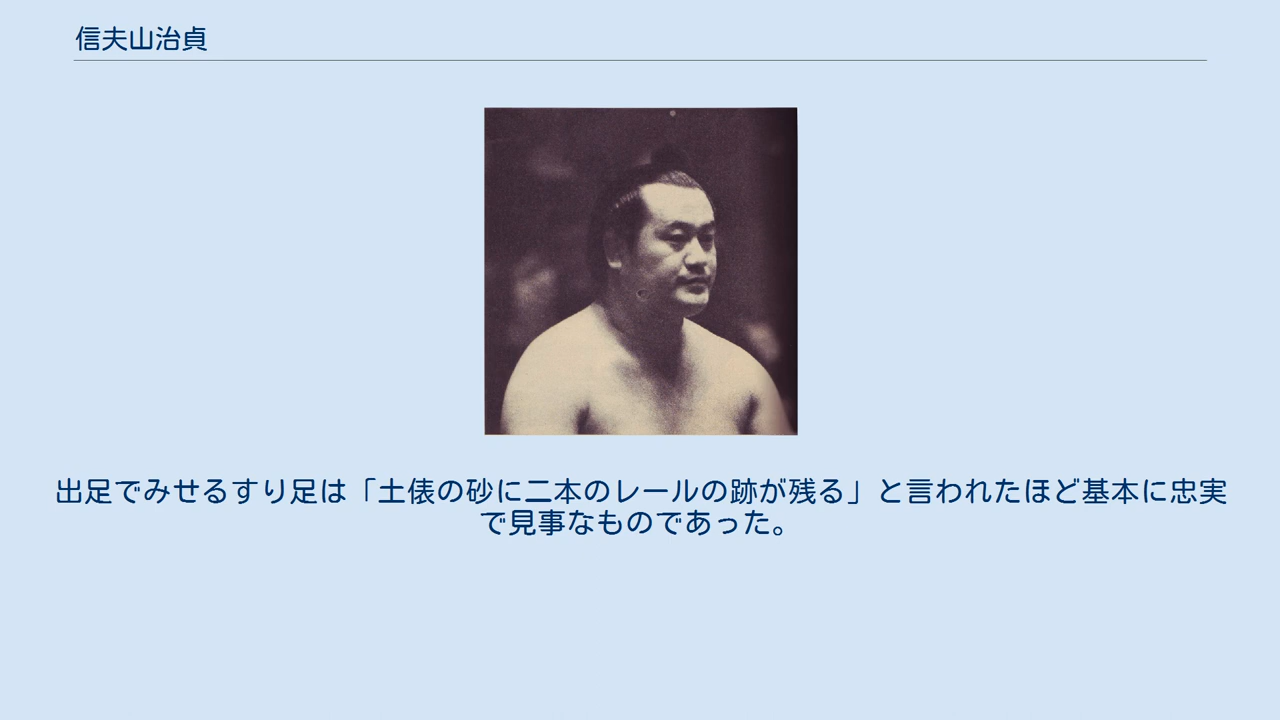 信夫山治貞
出足でみせるすり足は「土俵の砂に二本のレールの跡が残る」と言われたほど基本に忠実
で見事なものであった。